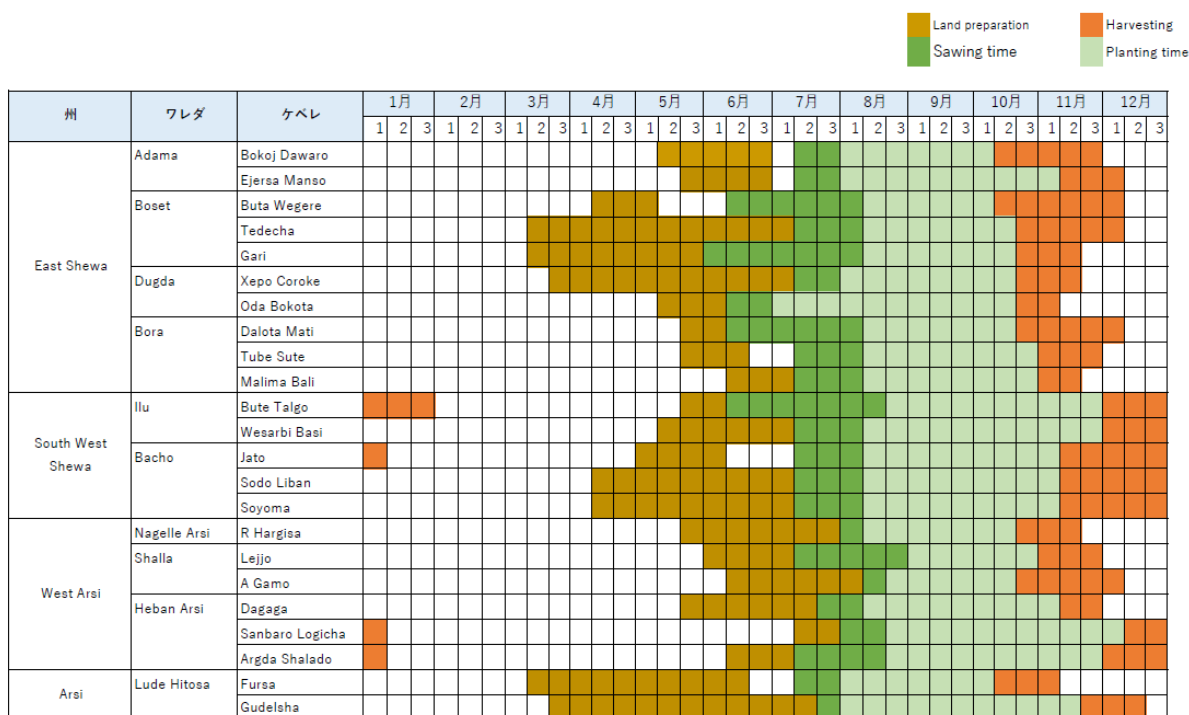 Land preparation Harvesting
Sawing time Planting time
州 ワレダ ケベレ 1月 2月 3月 4月 5月 6月 7月 8月 9月 10月 11月 12月
1 2 3 1 2 3 1 2 3 1 2 3 1 2 3 1 2 3 1 2 3 1 2 3 1 2 3 1 2 3 1 2 3 1 2 3
East Shewa Adama Bokoj Dawaro
Ejersa Manso
Boset Buta Wegere
Tedecha
Gari
Dugda Xepo Coroke
Oda Bokota
Bora Dalota Mati
Tube Sute
Malima Bali
South West Shewa Ilu Bute Talgo
Wesarbi Basi
Bacho Jato
Sodo Liban
Soyoma
West Arsi Nagelle Arsi R Hargisa
Shalla Lejjo
A Gamo
Heban Arsi Dagaga
Sanbaro Logicha
Argda Shalado
Arsi Lude Hitosa Fursa
Gudelsha